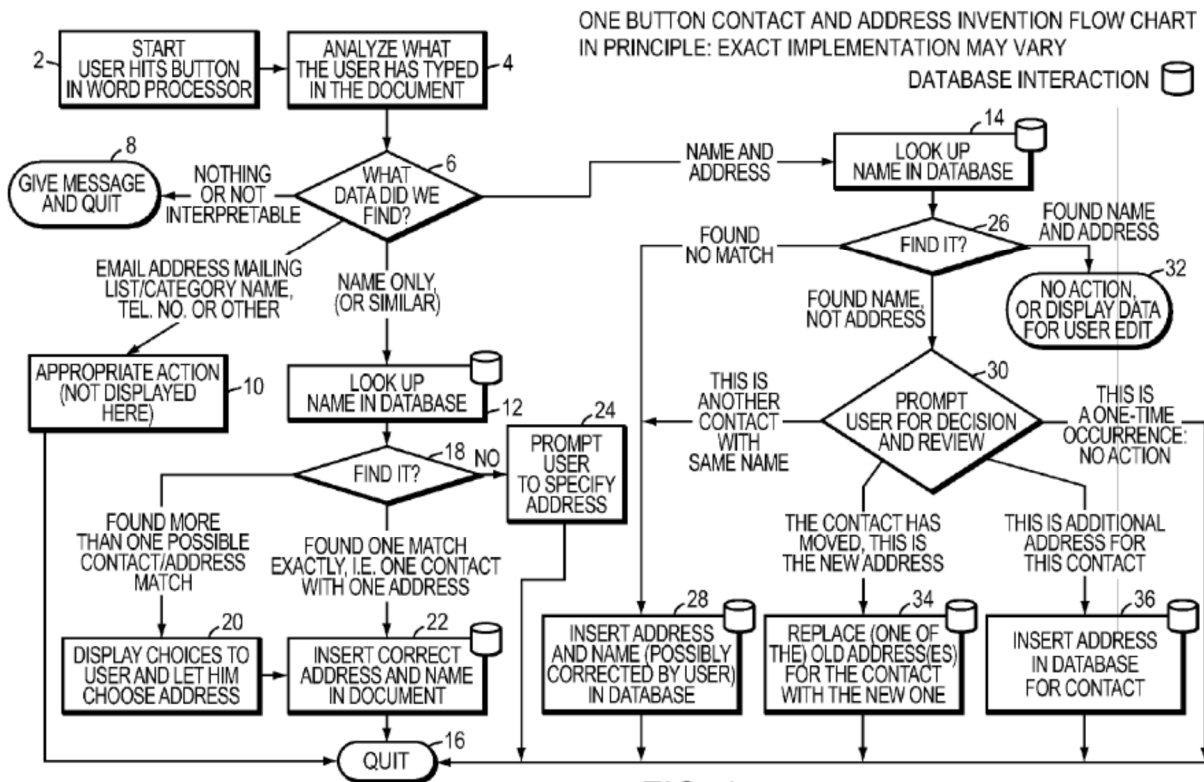 ONE BUTTON CONTACT AND ADDRESS INVENTION FLOW CHART
IN PRINCIPLE: EXACT IMPLEMENTATION MAY VARY
DATABASE INTERACTION
2
START
USER HITS BUTTON
IN WORD PROCESSOR
ANALYZE WHAT
THE USER HAS TYPED
IN THE DOCUMENT
4
6
WHAT
DATA DID WE
FIND?
8
GIVE MESSAGE
AND QUIT
NOTHING
OR NOT
INTERPRETABLE
NAME AND
ADDRESS
14
LOOK UP
NAME IN DATABASE
EMAIL ADDRESS MAILING
LIST/CATEGORY NAME,
TEL. NO. OR OTHER
NAME ONLY,
(OR SIMILAR)
FOUND
NO MATCH
26
FIND IT?
FOUND NAME
AND ADDRESS
32
NO ACTION,
OR DISPLAY DATA
FOR USER EDIT
FOUND NAME,
NOT ADDRESS
APPROPRIATE ACTION
(NOT DISPLAYED
HERE)
10
LOOK UP
NAME IN DATABASE
12
24
PROMPT
USER
TO SPECIFY
ADDRESS
18
FIND IT?
NO
THIS IS
ANOTHER
CONTACT
WITH
SAME NAME
30
PROMPT
USER FOR DECISION
AND REVIEW
THIS IS
A ONE-TIME
OCCURRENCE:
NO ACTION
FOUND MORE
THAN ONE POSSIBLE
CONTACT/ADDRESS
MATCH
FOUND ONE MATCH
EXACTLY, I.E. ONE CONTACT
WITH ONE ADDRESS
THE CONTACT HAS
MOVED, THIS IS
THE NEW ADDRESS
THIS IS ADDITIONAL
ADDRESS FOR
THIS CONTACT
20
DISPLAY CHOICES TO
USER AND LET HIM
CHOOSE ADDRESS
22
INSERT CORRECT
ADDRESS AND NAME
IN DOCUMENT
28
INSERT ADDRESS
AND NAME (POSSIBLY
CORRECTED BY USER)
IN DATABASE
34
REPLACE (ONE OF
THE) OLD ADDRESS(ES)
FOR THE CONTACT
WITH THE NEW ONE
36
INSERT ADDRESS
IN DATABASE
FOR CONTACT
16
QUIT